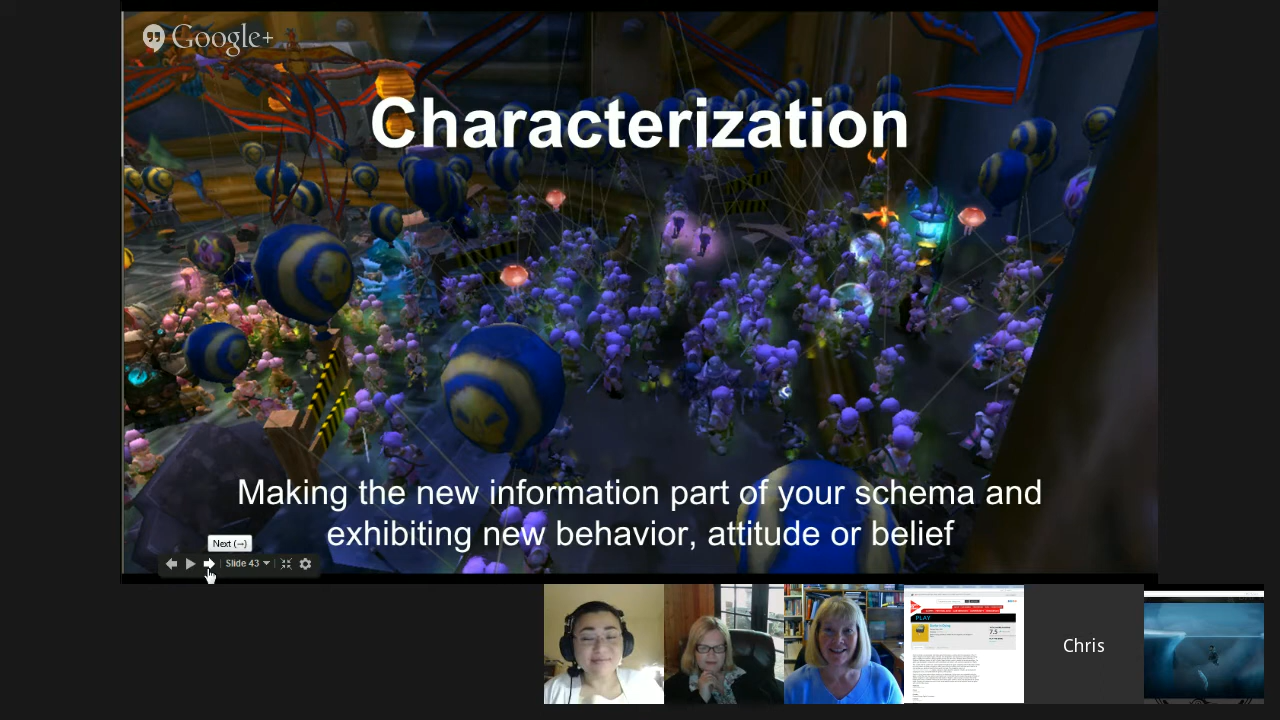 Google+
Characterization
Making the new information part of your schema and
exhibiting new behavior, attitude or belief
Next (→)
Slide 43
PLAY
7.5
Chris